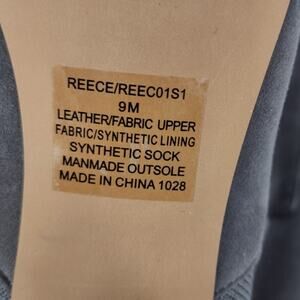 REECE/REEC01S1
9M
LEATHER/FABRIC UPPER
FABRIC/SYNTHETIC LINING
SYNTHETIC SOCK
MANMADE OUTSOLE
MADE IN CHINA 1028